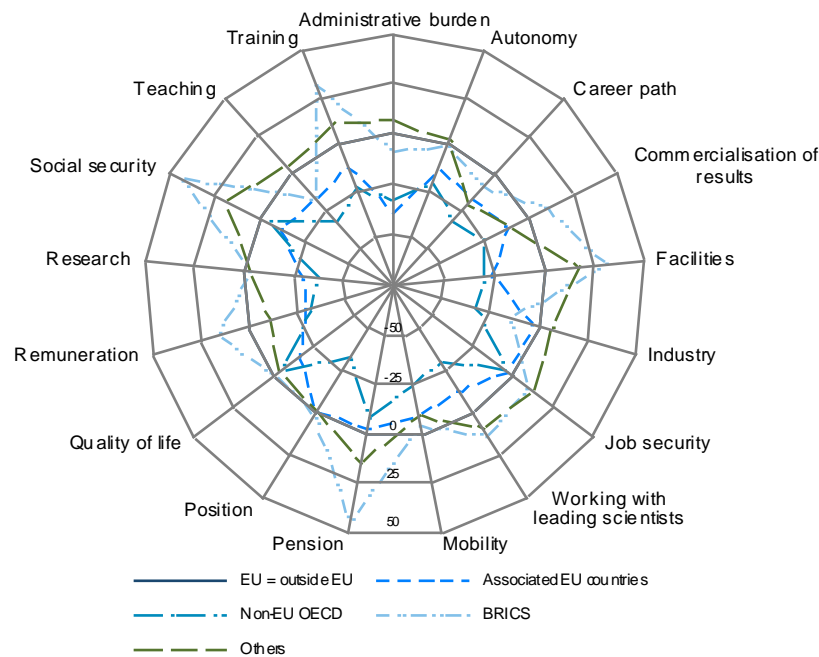 Administrative burden
Training
Autonomy
Teaching
Career path
Commercialisation of
results
Social security
Research
Facilities
Remuneration
Industry
Quality of life
Job security
Position
Working with
leading scientists
Pension
Mobility
-50
-25
0
25
50
EU = outside EU
Associated EU countries
Non-EU OECD
BRICS
Others